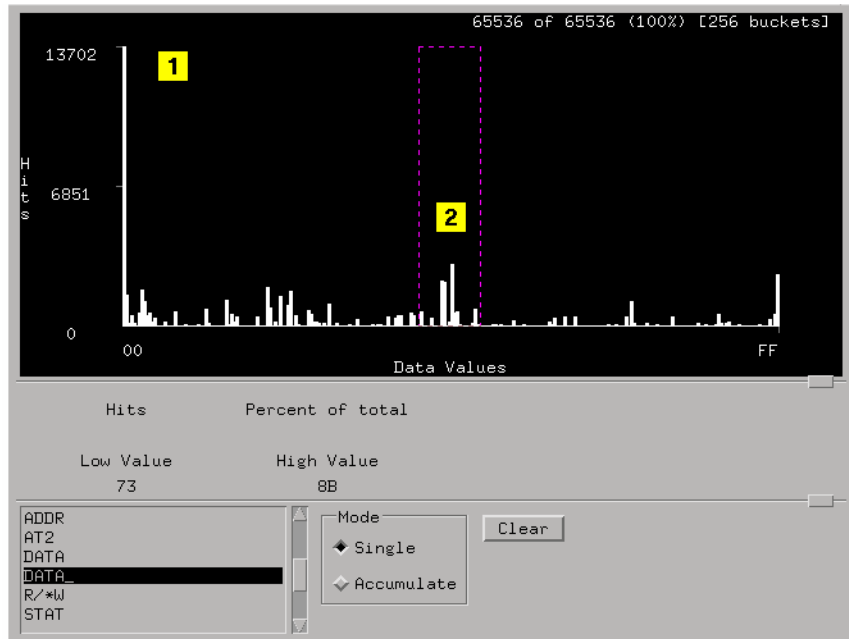 65536 of 65536 (100%) [256 buckets]
13702
1
Hits
6851
2
0
00
FF
Data Values
Hits Percent of total
Low Value High Value
73 8B
ADDR
AT2
DATA
DATA_
R/*W
STAT
Mode
Single
Accumulate
Clear